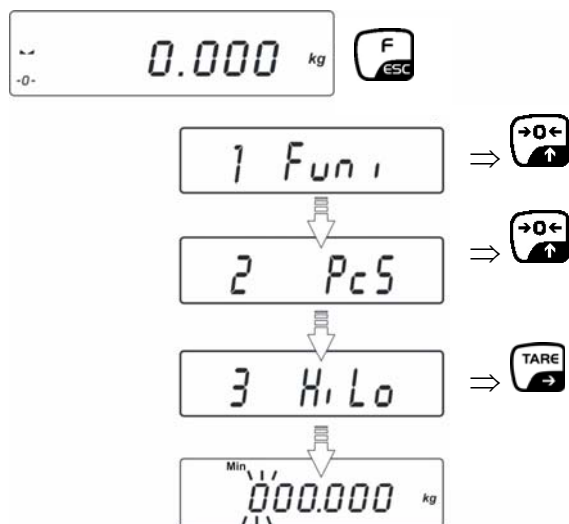 0.000 kg
-0-
F
ESC
1 Funi
→0←
↑
2 PcS
→0←
↑
3 HiLo
TARE
→
Min
000.000 kg